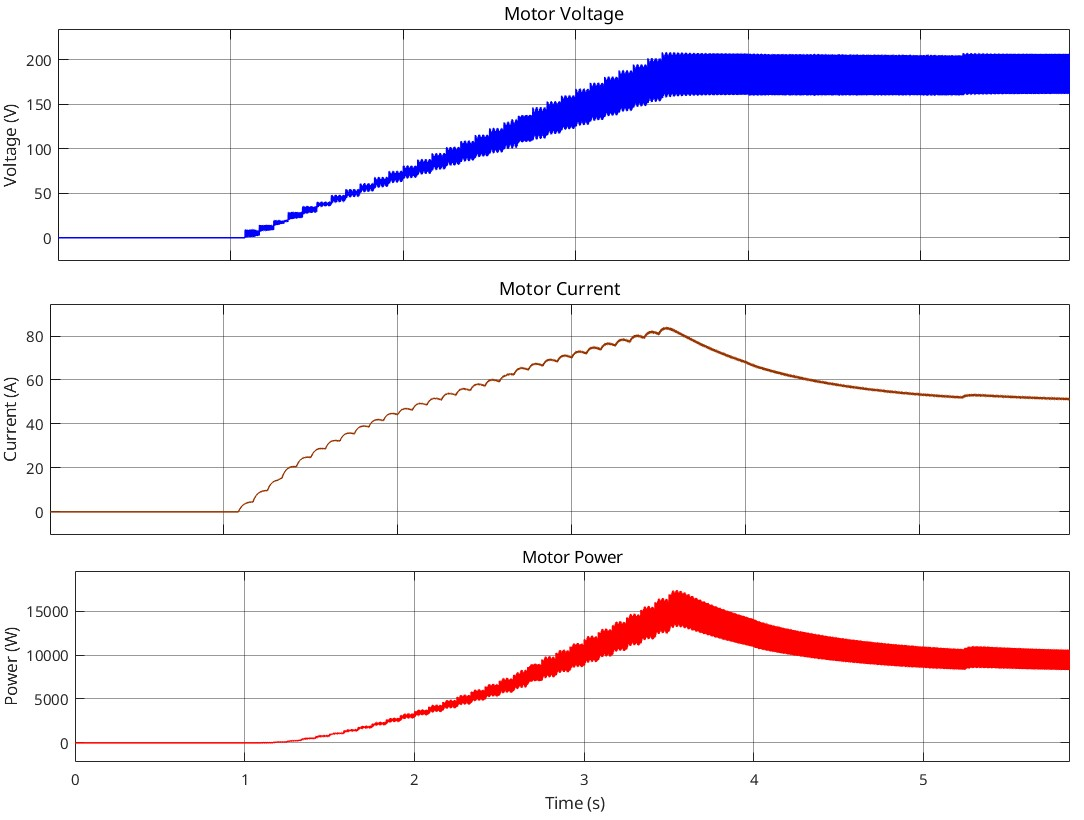 Motor Voltage
200
150
100
50
0
Voltage (V)
Motor Current
80
60
40
20
0
Current (A)
Motor Power
15000
10000
5000
0
Power (W)
0 1 2 3 4 5
Time (s)